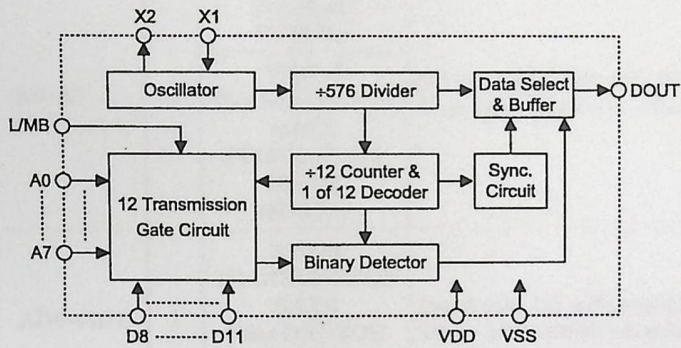 X2 X1
Oscillator
÷576 Divider
Data Select
& Buffer
DOUT
L/MB
A0
A7
12 Transmission
Gate Circuit
÷12 Counter &
1 of 12 Decoder
Sync.
Circuit
Binary Detector
D8 D11 VDD VSS